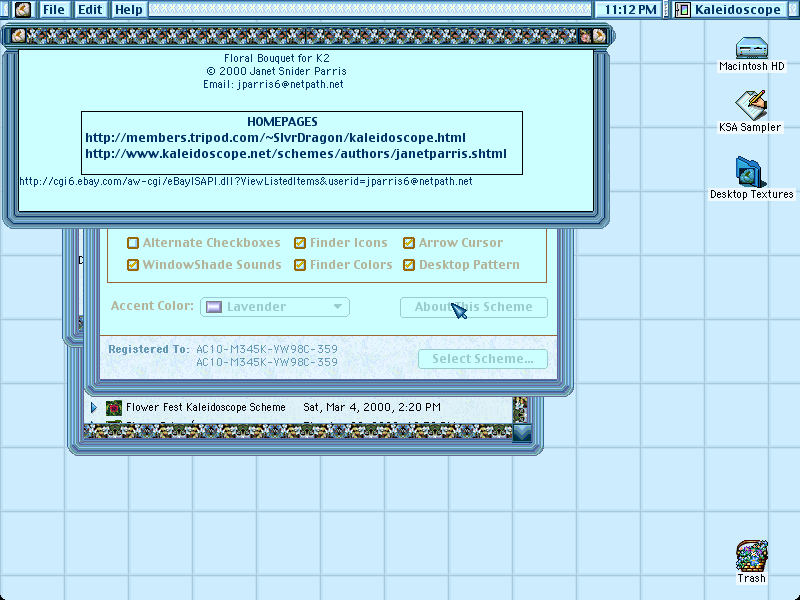 File Edit Help 11:12 PM Kaleidoscope
Floral Bouquet for K2
© 2000 Janet Snider Parris
Email: jparris6@netpath.net
HOMEPAGES
http://members.tripod.com/~SlvrDragon/kaleidoscope.html
http://www.kaleidoscope.net/schemes/authors/janetparris.shtml
http://cgi6.ebay.com/aw-cgi/eBayISAPI.dll?ViewListedItems&userid=jparris6@netpath.net
Alternate Checkboxes Finder Icons Arrow Cursor
WindowShade Sounds Finder Colors Desktop Pattern
Accent Color: Lavender About This Scheme
Registered To: AC10-M345K-VW98C-359
AC10-M345K-VW98C-359
Select Scheme...
Flower Fest Kaleidoscope Scheme Sat, Mar 4, 2000, 2:20 PM
Macintosh HD
KSA Sampler
Desktop Textures
Trash